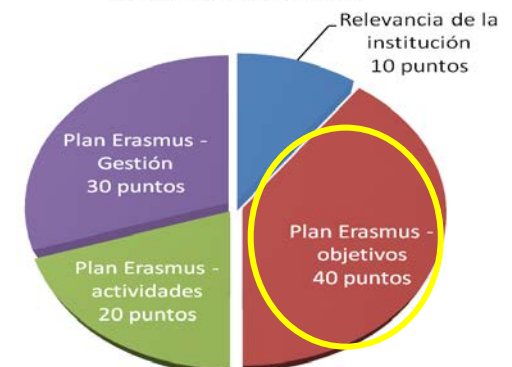 Relevancia de la
institución
10 puntos
Plan Erasmus -
Gestión
30 puntos
Plan Erasmus -
objetivos
40 puntos
Plan Erasmus -
actividades
20 puntos